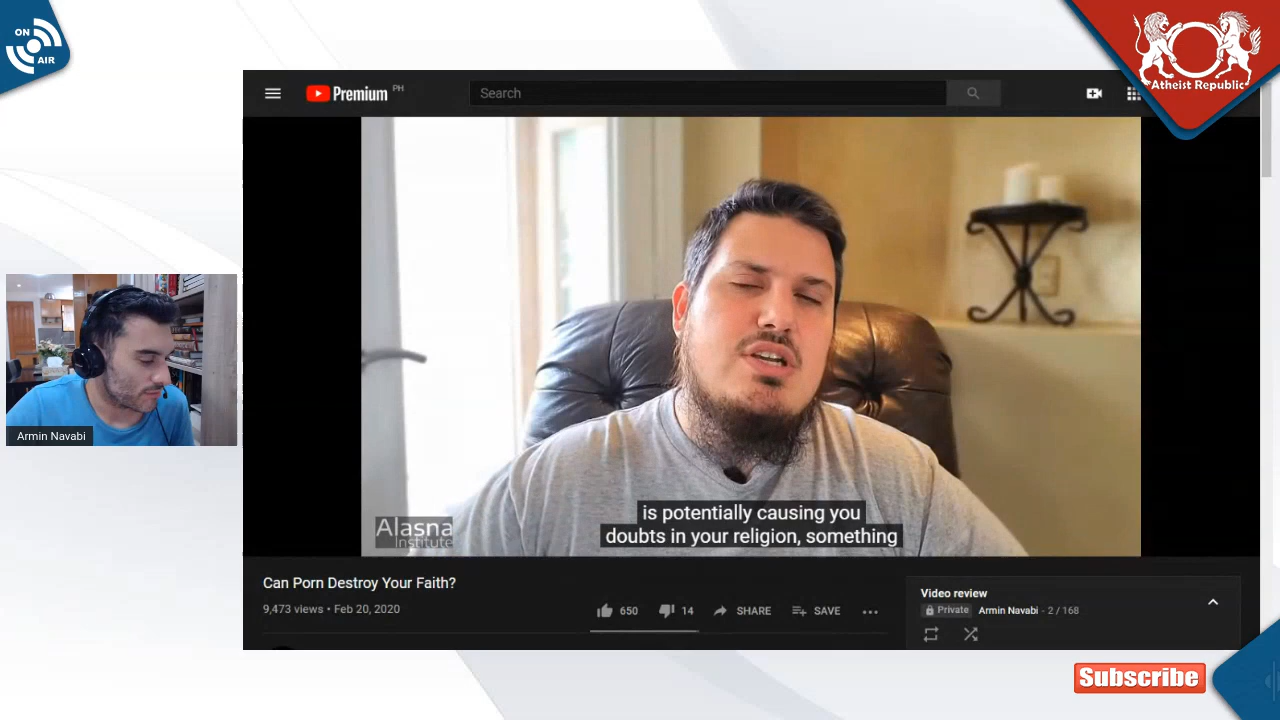 ON
AIR
Atheist Republic
Premium PH
Search
Armin Navabi
is potentially causing you
doubts in your religion, something
Alasna
Institute
Can Porn Destroy Your Faith?
9,473 views • Feb 20, 2020
650
14
SHARE
SAVE
Video review
Private Armin Navabi - 2 / 168
Subscribe